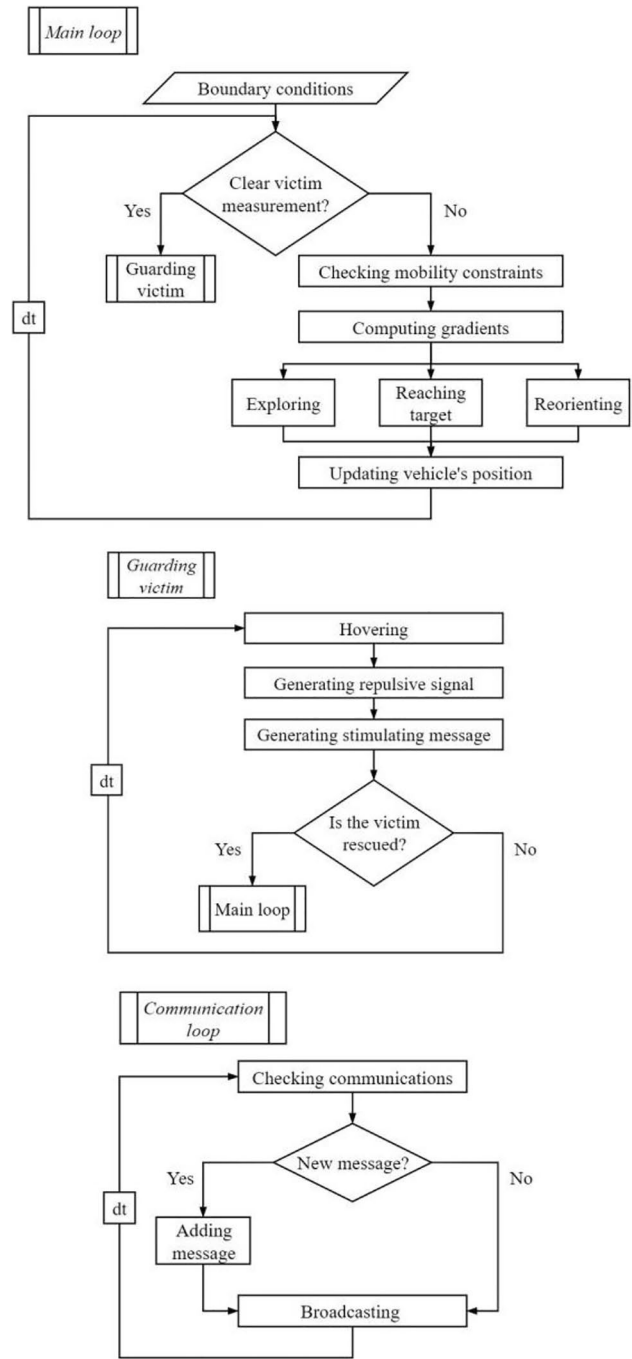 Main loop
Boundary conditions
Clear victim
measurement?
Yes
No
Guarding
victim
Checking mobility constraints
dt
Computing gradients
Exploring
Reaching
target
Reorienting
Updating vehicle's position
Guarding
victim
Hovering
Generating repulsive signal
Generating stimulating message
dt
Is the victim
rescued?
Yes
No
Main loop
Communication
loop
Checking communications
New message?
Yes
No
dt
Adding
message
Broadcasting